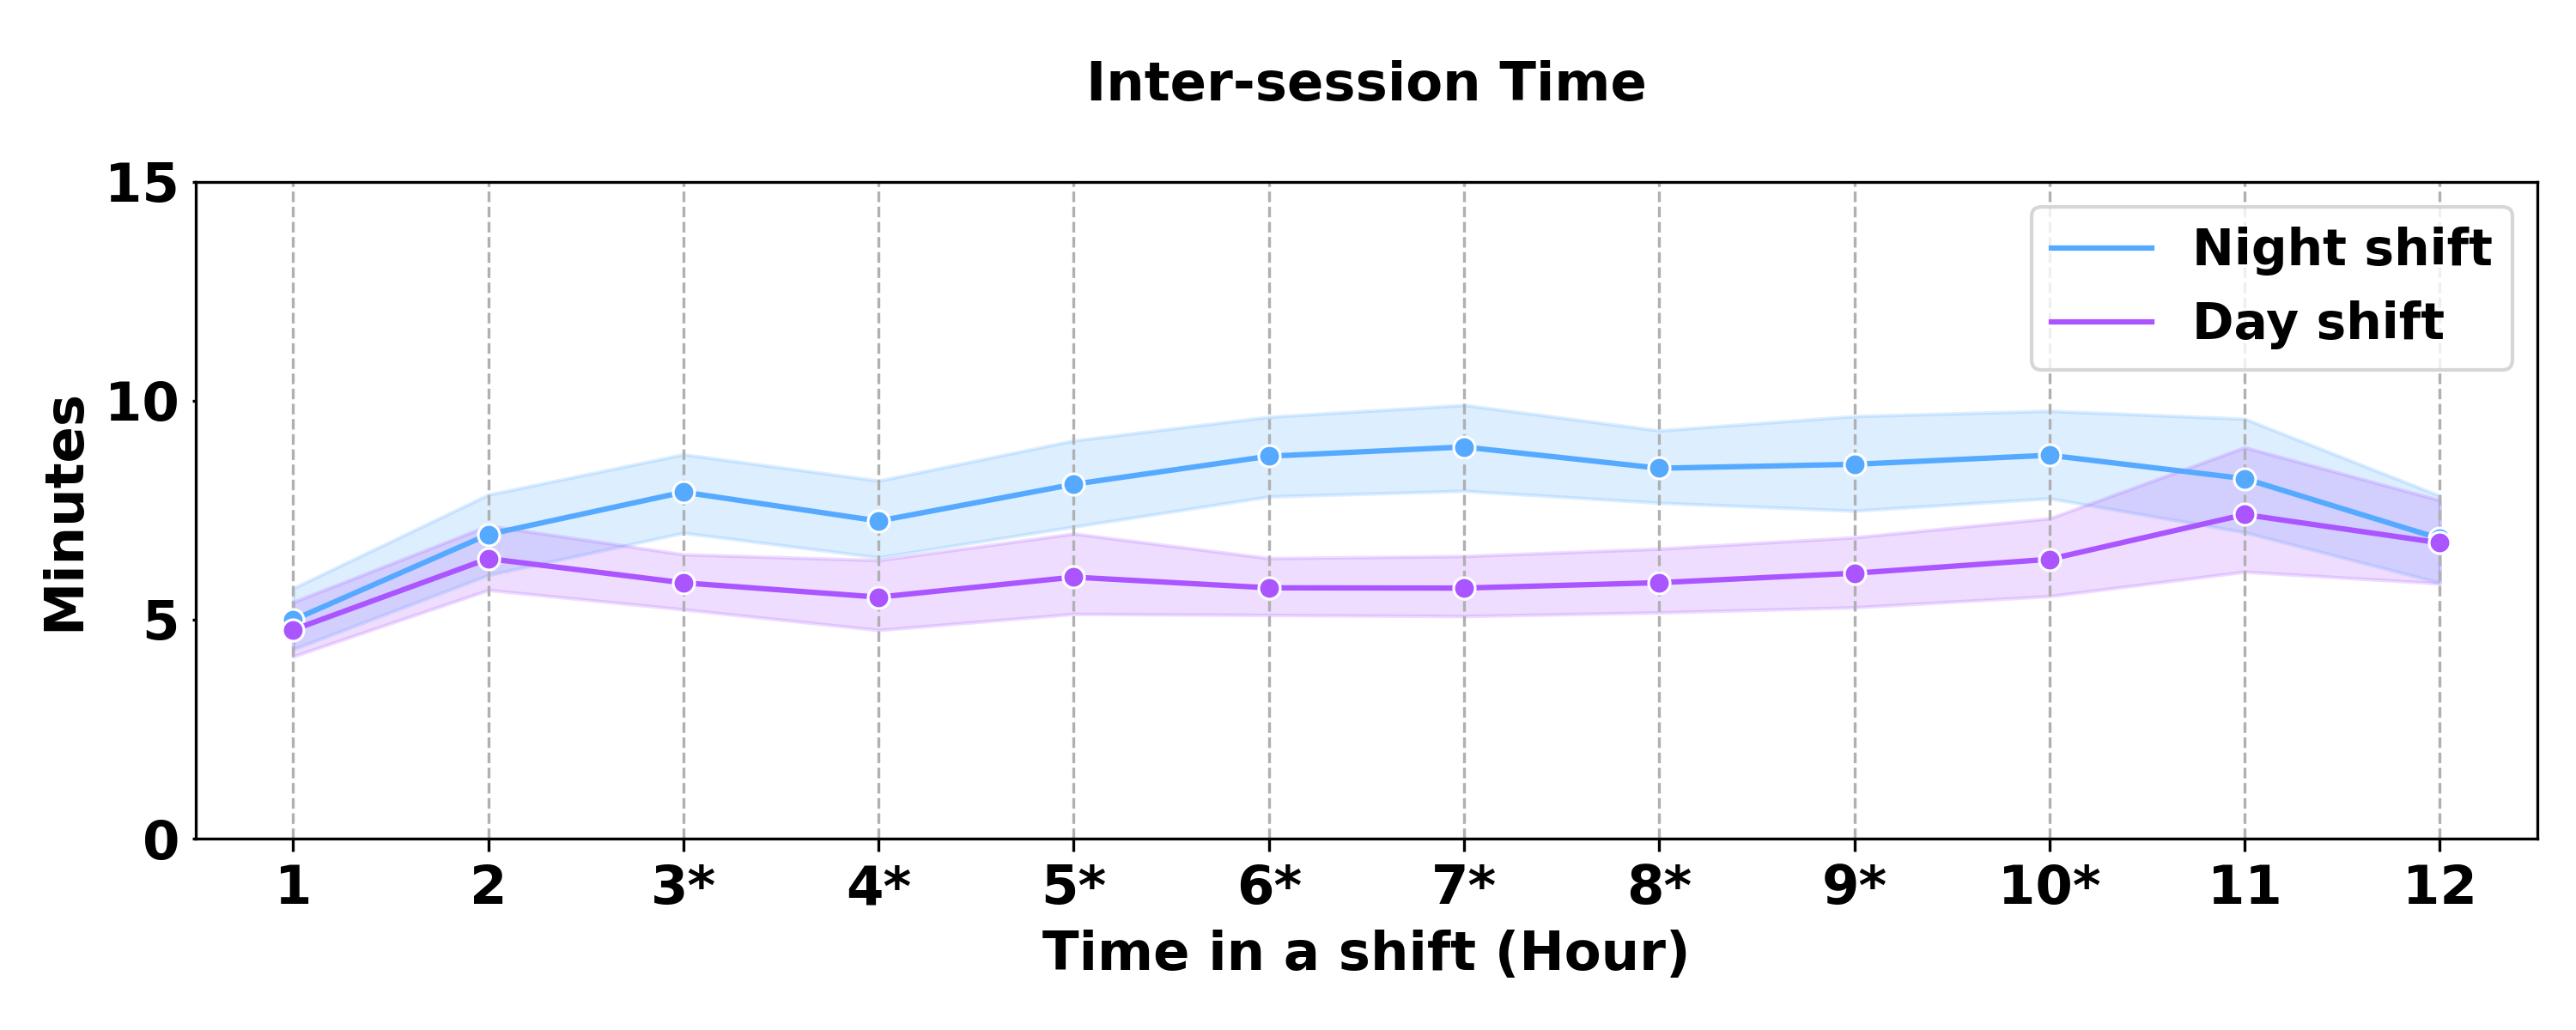 Inter-session Time
15
10
5
0
Minutes
Night shift
Day shift
1 2 3* 4* 5* 6* 7* 8* 9* 10* 11 12
Time in a shift (Hour)